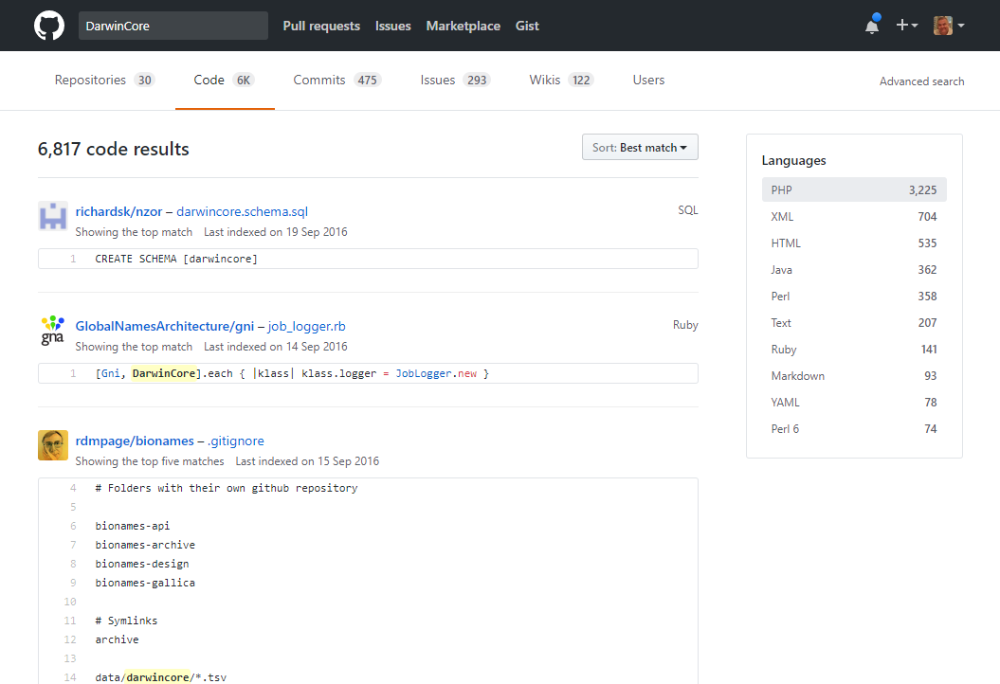 DarwinCore Pull requests Issues Marketplace Gist
Repositories 30 Code 6K Commits 475 Issues 293 Wikis 122 Users Advanced search
6,817 code results
Sort: Best match
richardsk/nzor – darwincore.schema.sql
SQL
Showing the top match Last indexed on 19 Sep 2016
1 CREATE SCHEMA [darwincore]
gna
GlobalNamesArchitecture/gni – job_logger.rb
Ruby
Showing the top match Last indexed on 14 Sep 2016
1 [Gni, DarwinCore].each { |klass| klass.logger = JobLogger.new }
rdmpage/bionames – .gitignore
Showing the top five matches Last indexed on 15 Sep 2016
4 # Folders with their own github repository
5
6 bionames-api
7 bionames-archive
8 bionames-design
9 bionames-gallica
10
11 # Symlinks
12 archive
13
14 data/darwincore/*.tsv
Languages
PHP 3,225
XML 704
HTML 535
Java 362
Perl 358
Text 207
Ruby 141
Markdown 93
YAML 78
Perl 6 74